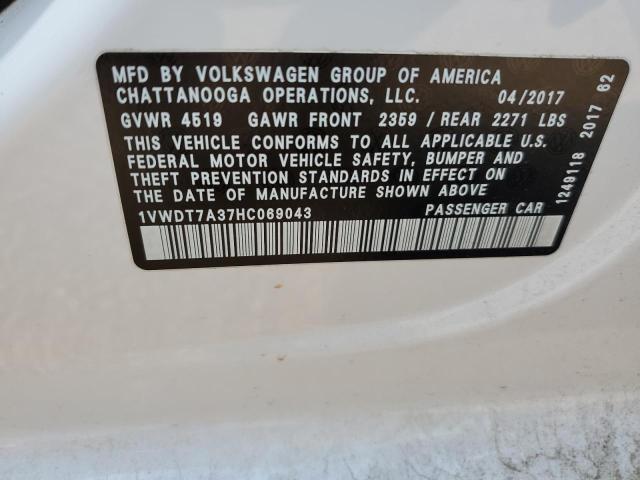 MFD BY VOLKSWAGEN GROUP OF AMERICA
CHATTANOOGA OPERATIONS, LLC. 04/2017
GVWR 4519 GAWR FRONT 2359 / REAR 2271 LBS
THIS VEHICLE CONFORMS TO ALL APPLICABLE U.S.
FEDERAL MOTOR VEHICLE SAFETY, BUMPER AND
THEFT PREVENTION STANDARDS IN EFFECT ON
THE DATE OF MANUFACTURE SHOWN ABOVE.
1VWDT7A37HC069043 PASSENGER CAR
1249118 2017 62